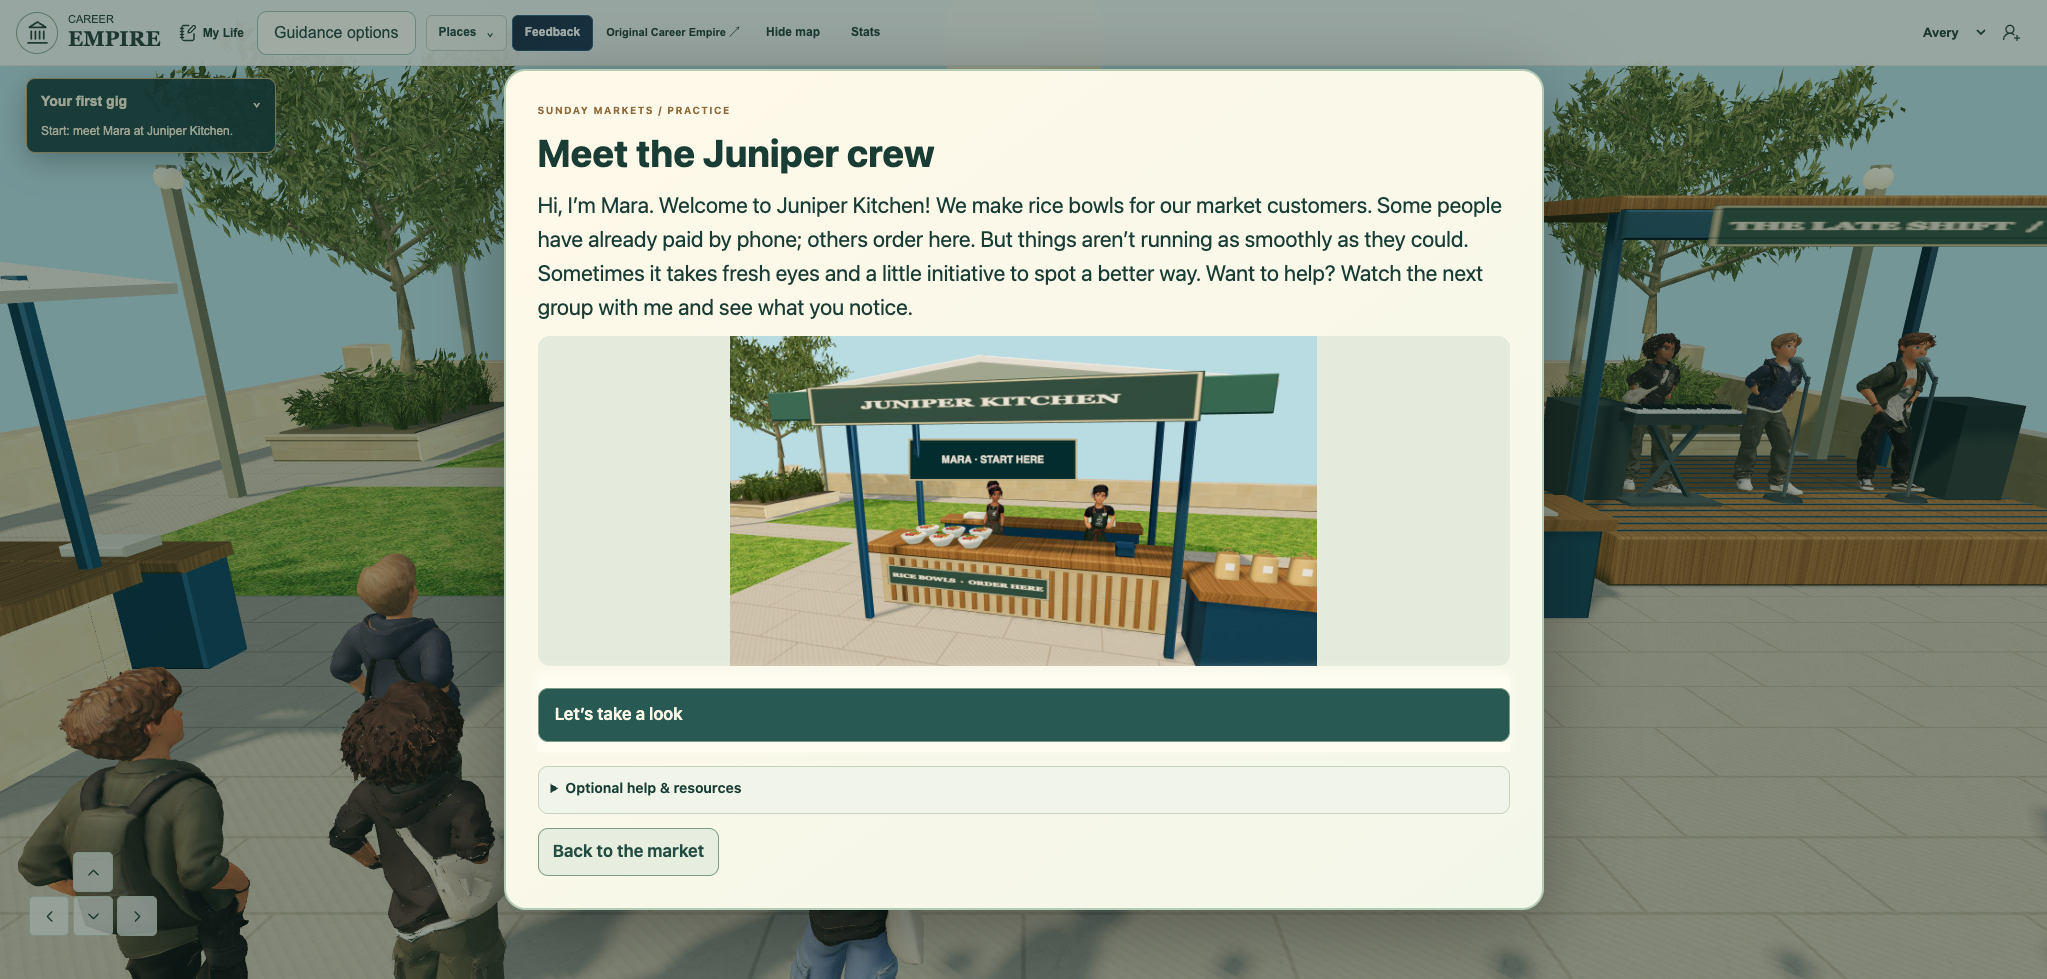 CAREER
EMPIRE
My Life
Guidance options
Places
Feedback
Original Career Empire
Hide map
Stats
Avery
Your first gig
Start: meet Mara at Juniper Kitchen.
SUNDAY MARKETS / PRACTICE
Meet the Juniper crew
Hi, I’m Mara. Welcome to Juniper Kitchen! We make rice bowls for our market customers. Some people
have already paid by phone; others order here. But things aren’t running as smoothly as they could.
Sometimes it takes fresh eyes and a little initiative to spot a better way. Want to help? Watch the next
group with me and see what you notice.
THE LATE SHIFT /
JUNIPER KITCHEN
MARA · START HERE
RICE BOWLS · ORDER HERE
Let’s take a look
Optional help & resources
Back to the market